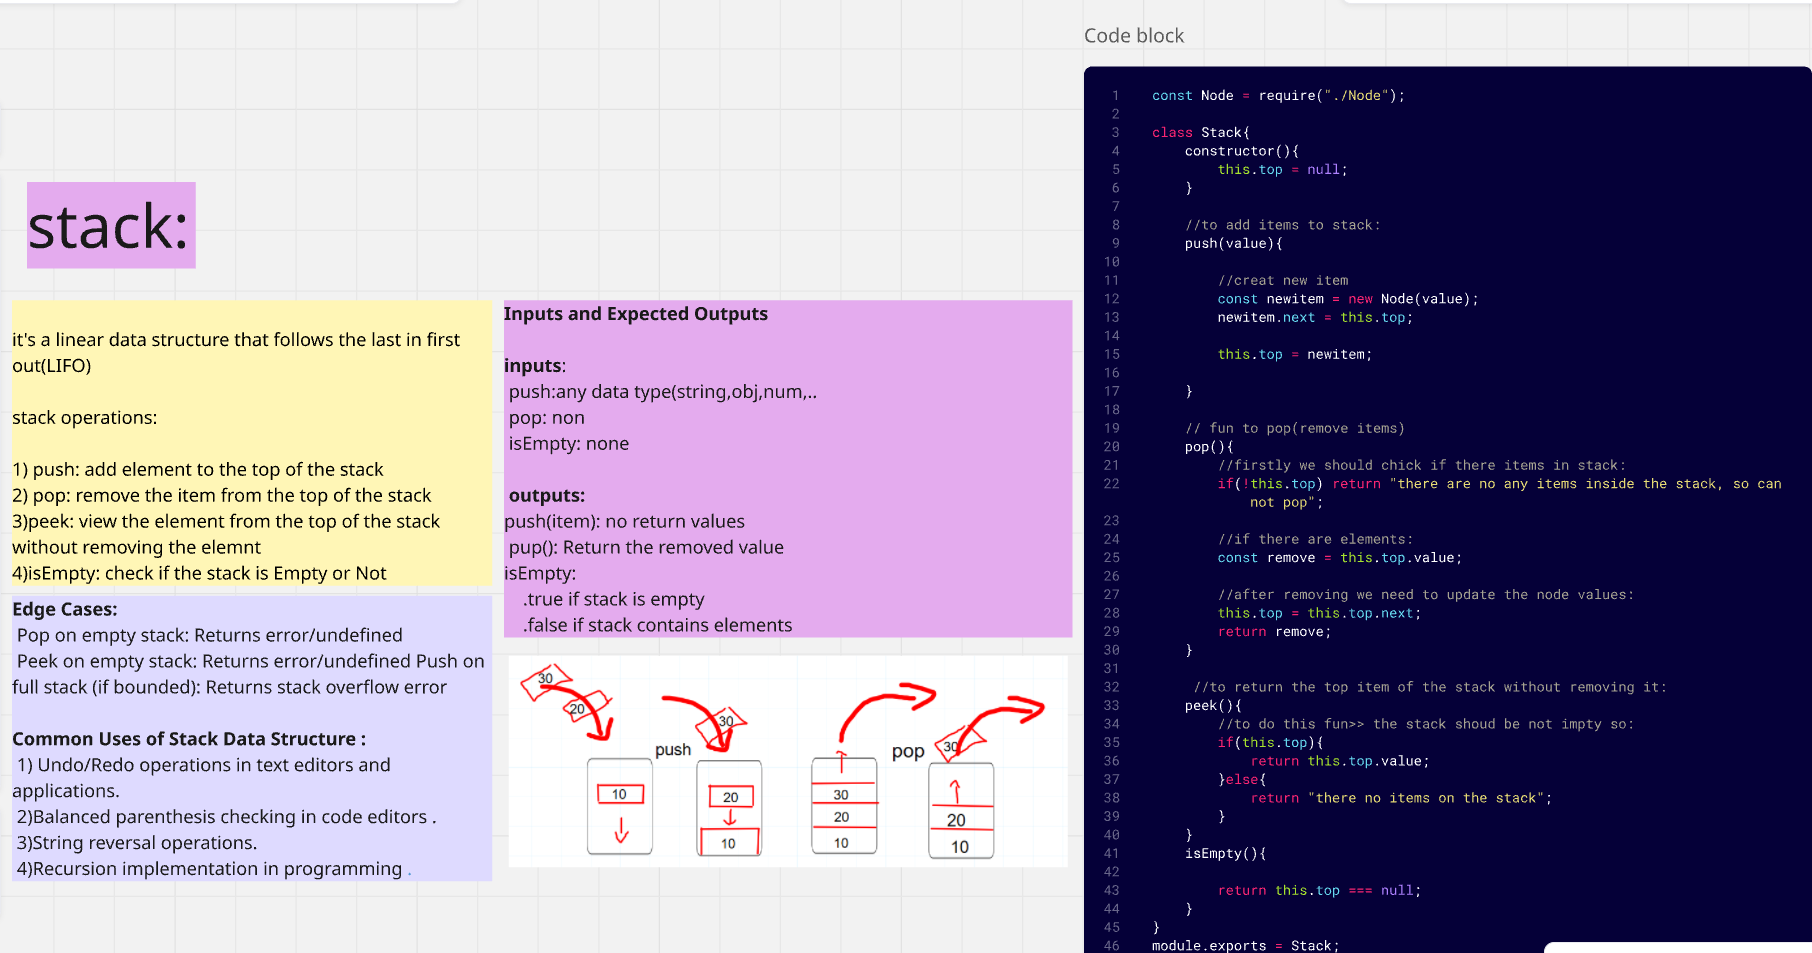 Code block
stack:
it's a linear data structure that follows the last in first
out(LIFO)
stack operations:
1) push: add element to the top of the stack
2) pop: remove the item from the top of the stack
3)peek: view the element from the top of the stack
without removing the elemnt
4)isEmpty: check if the stack is Empty or Not
Edge Cases:
Pop on empty stack: Returns error/undefined
Peek on empty stack: Returns error/undefined Push on
full stack (if bounded): Returns stack overflow error
Common Uses of Stack Data Structure :
1) Undo/Redo operations in text editors and
applications.
2)Balanced parenthesis checking in code editors .
3)String reversal operations.
4)Recursion implementation in programming .
Inputs and Expected Outputs
inputs:
push:any data type(string,obj,num,..
pop: non
isEmpty: none
outputs:
push(item): no return values
pup(): Return the removed value
isEmpty:
.true if stack is empty
.false if stack contains elements
30
20
10
push
30
20
10
30
20
10
pop
30
20
10
1 const Node = require("./Node");
2
3 class Stack{
4 constructor(){
5 this.top = null;
6 }
7
8 //to add items to stack:
9 push(value){
10
11 //creat new item
12 const newitem = new Node(value);
13 newitem.next = this.top;
14
15 this.top = newitem;
16
17 }
18
19 // fun to pop(remove items)
20 pop(){
21 //firstly we should chick if there items in stack:
22 if(!this.top) return "there are no any items inside the stack, so can
not pop";
23
24 //if there are elements:
25 const remove = this.top.value;
26
27 //after removing we need to update the node values:
28 this.top = this.top.next;
29 return remove;
30 }
31
32 //to return the top item of the stack without removing it:
33 peek(){
34 //to do this fun>> the stack shoud be not impty so:
35 if(this.top){
36 return this.top.value;
37 }else{
38 return "there no items on the stack";
39 }
40 }
41 isEmpty(){
42
43 return this.top === null;
44 }
45 }
46 module.exports = Stack;